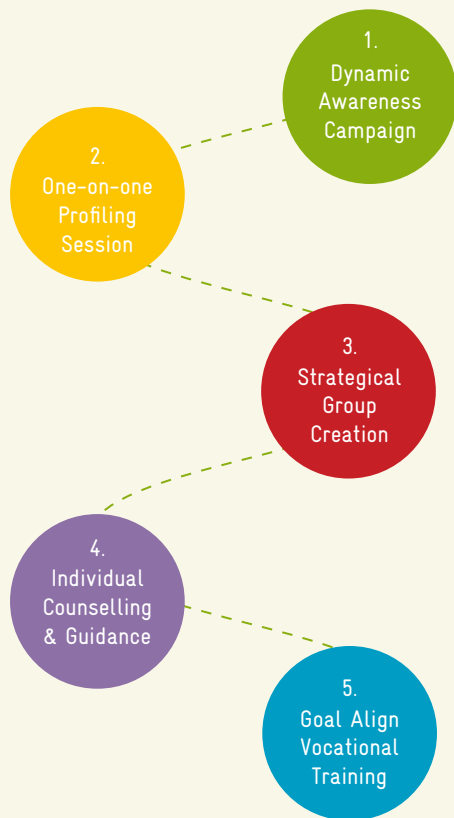 1.
Dynamic
Awareness
Campaign
2.
One-on-one
Profiling
Session
3.
Strategical
Group
Creation
4.
Individual
Counselling
& Guidance
5.
Goal Align
Vocational
Training